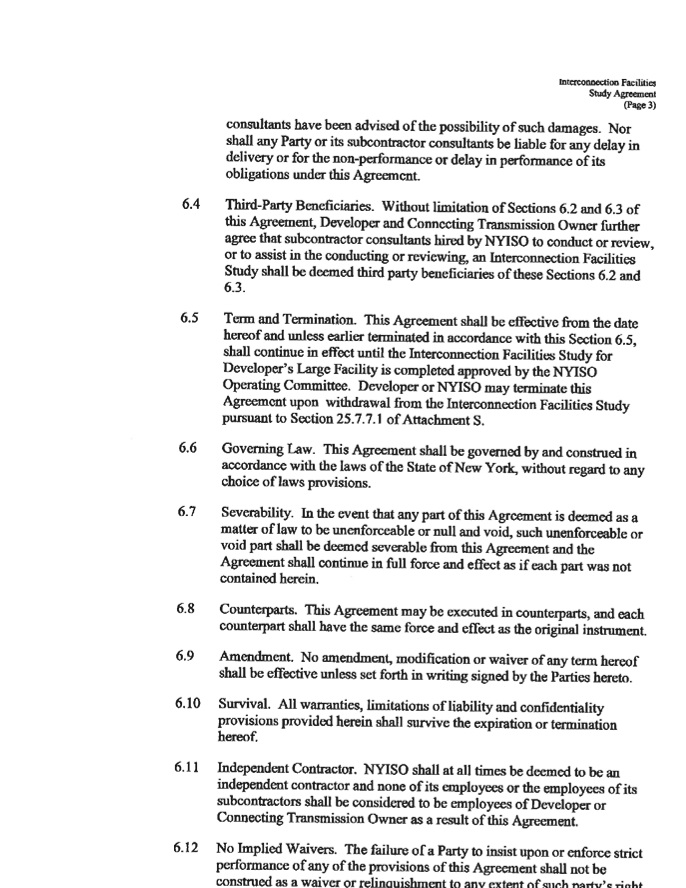 Interconnection Facilities
Study Agreement
(Page 3)
consultants have been advised of the possibility of such damages. Nor
shall any Party or its subcontractor consultants be liable for any delay in
delivery or for the non-performance or delay in performance of its
obligations under this Agreement.
6.4 Third-Party Beneficiaries. Without limitation of Sections 6.2 and 6.3 of
this Agreement, Developer and Connecting Transmission Owner further
agree that subcontractor consultants hired by NYISO to conduct or review,
or to assist in the conducting or reviewing, an Interconnection Facilities
Study shall be deemed third party beneficiaries of these Sections 6.2 and
6.3.
6.5 Term and Termination. This Agreement shall be effective from the date
hereof and unless earlier terminated in accordance with this Section 6.5,
shall continue in effect until the Interconnection Facilities Study for
Developer's Large Facility is completed approved by the NYISO
Operating Committee. Developer or NYISO may terminate this
Agreement upon withdrawal from the Interconnection Facilities Study
pursuant to Section 25.7.7.1 of Attachment S.
6.6 Governing Law. This Agreement shall be governed by and construed in
accordance with the laws of the State of New York, without regard to any
choice of laws provisions.
6.7 Severability. In the event that any part of this Agreement is deemed as a
matter of law to be unenforceable or null and void, such unenforceable or
void part shall be deemed severable from this Agreement and the
Agreement shall continue in full force and effect as if each part was not
contained herein.
6.8 Counterparts. This Agreement may be executed in counterparts, and each
counterpart shall have the same force and effect as the original instrument.
6.9 Amendment. No amendment, modification or waiver of any term hereof
shall be effective unless set forth in writing signed by the Parties hereto.
6.10 Survival. All warranties, limitations of liability and confidentiality
provisions provided herein shall survive the expiration or termination
hereof.
6.11 Independent Contractor. NYISO shall at all times be deemed to be an
independent contractor and none of its employees or the employees of its
subcontractors shall be considered to be employees of Developer or
Connecting Transmission Owner as a result of this Agreement.
6.12 No Implied Waivers. The failure of a Party to insist upon or enforce strict
performance of any of the provisions of this Agreement shall not be
construed as a waiver or relinquishment to any extent of such party's right